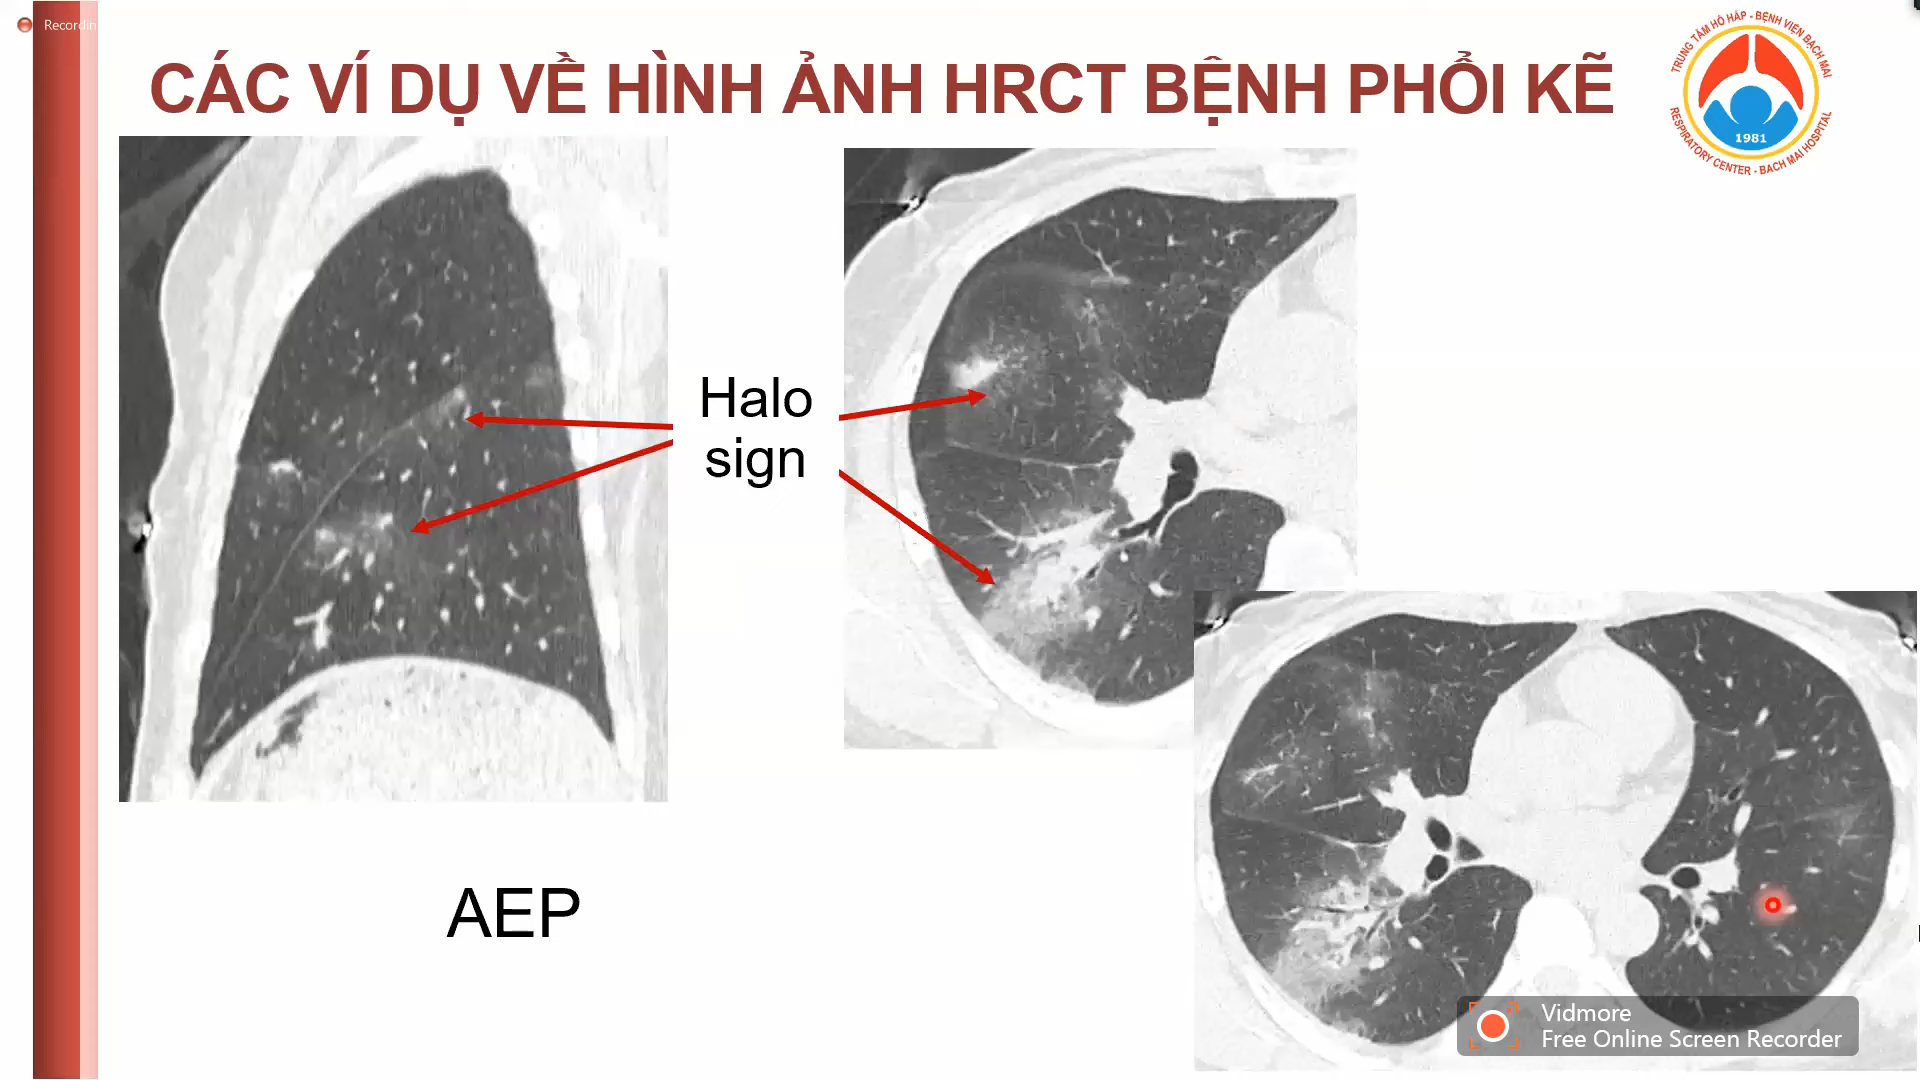 Recordin
CÁC VÍ DỤ VỀ HÌNH ẢNH HRCT BỆNH PHỔI KẼ
TRUNG TÂM HÔ HẤP - BỆNH VIỆN BẠCH MAI
1981
RESPIRATORY CENTER - BACH MAI HOSPITAL
Halo
sign
AEP
Vidmore
Free Online Screen Recorder